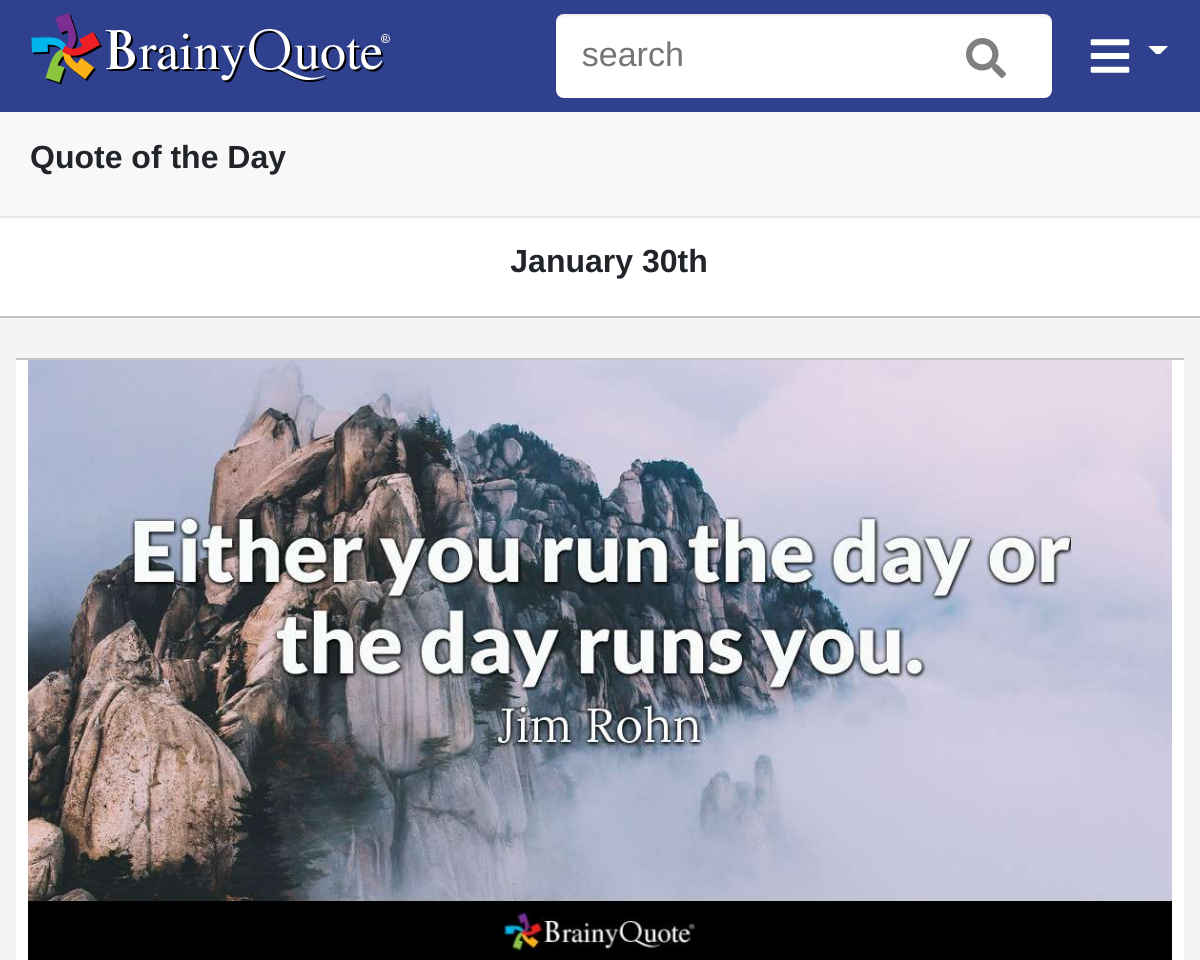 BrainyQuote®
search
Quote of the Day
January 30th
Either you run the day or
the day runs you.
Jim Rohn
BrainyQuote®